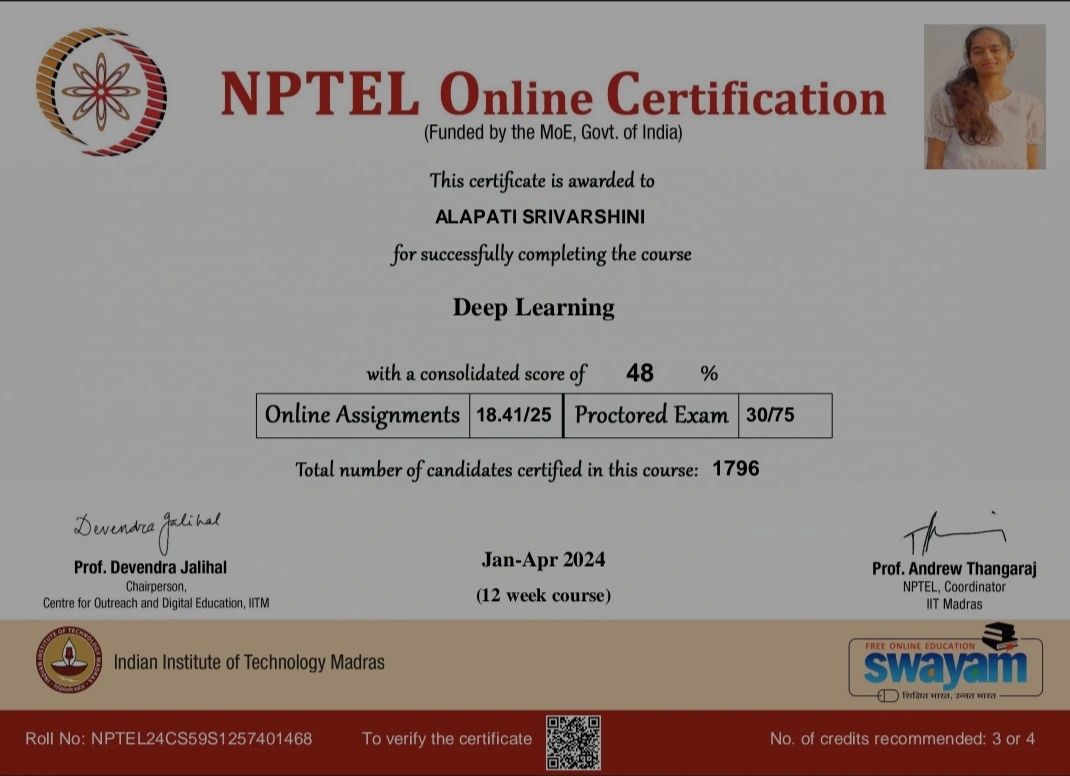 NPTEL Online Certification
(Funded by the MoE, Govt. of India)
This certificate is awarded to
ALAPATI SRIVARSHINI
for successfully completing the course
Deep Learning
with a consolidated score of 48 %
Online Assignments 18.41/25 Proctored Exam 30/75
Total number of candidates certified in this course: 1796
Devendra Jalihal
Prof. Devendra Jalihal
Chairperson,
Centre for Outreach and Digital Education, IITM
Jan-Apr 2024
(12 week course)
Prof. Andrew Thangaraj
NPTEL, Coordinator
IIT Madras
Indian Institute of Technology Madras
FREE ONLINE EDUCATION
swayam
शिक्षित भारत, उन्नत भारत
Roll No: NPTEL24CS59S1257401468 To verify the certificate No. of credits recommended: 3 or 4